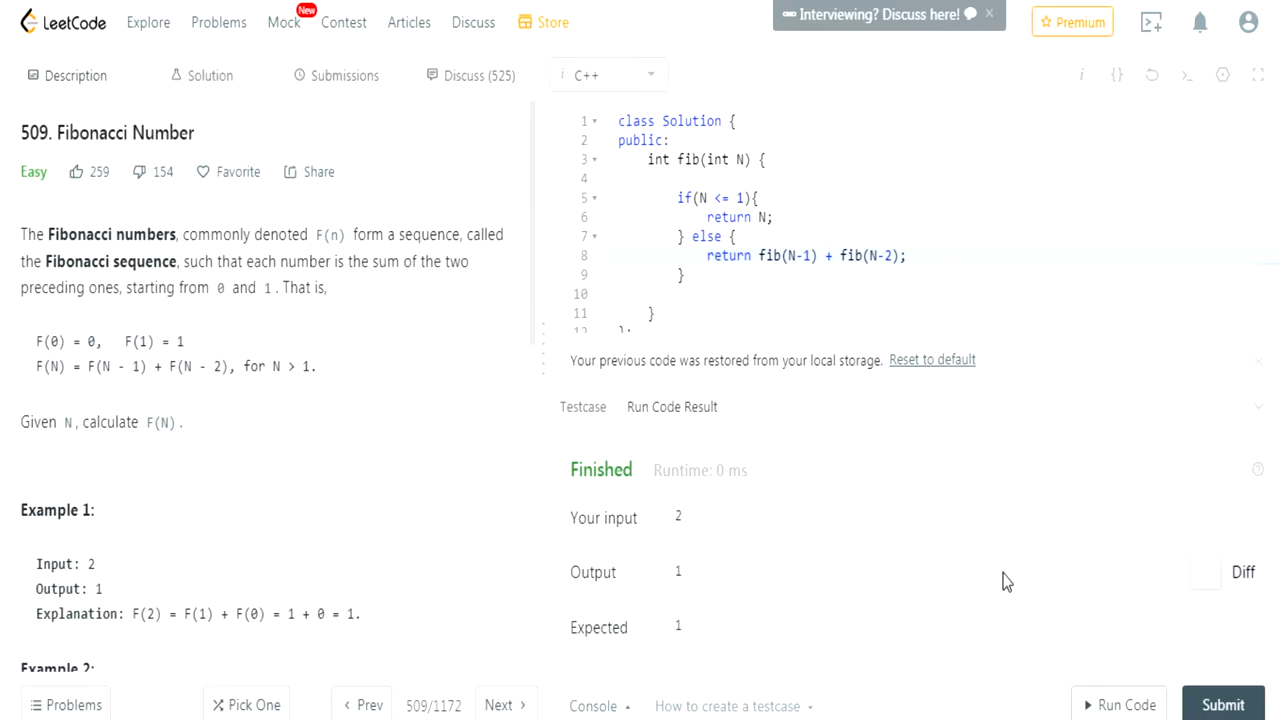 LeetCode Explore Problems Mock New Contest Articles Discuss Store Interviewing? Discuss here! × Premium
Description Solution Submissions Discuss (525) i C++ i {}
509. Fibonacci Number
Easy 259 154 Favorite Share
The Fibonacci numbers, commonly denoted F(n) form a sequence, called
the Fibonacci sequence, such that each number is the sum of the two
preceding ones, starting from 0 and 1. That is,
F(0) = 0, F(1) = 1
F(N) = F(N - 1) + F(N - 2), for N > 1.
Given N, calculate F(N).
Example 1:
Input: 2
Output: 1
Explanation: F(2) = F(1) + F(0) = 1 + 0 = 1.
Example 2:
1 class Solution {
2 public:
3 int fib(int N) {
4
5 if(N <= 1){
6 return N;
7 } else {
8 return fib(N-1) + fib(N-2);
9 }
10
11 }
12 };
Your previous code was restored from your local storage. Reset to default
Testcase Run Code Result
Finished Runtime: 0 ms
Your input 2
Output 1 Diff
Expected 1
Problems Pick One Prev 509/1172 Next Console How to create a testcase Run Code Submit